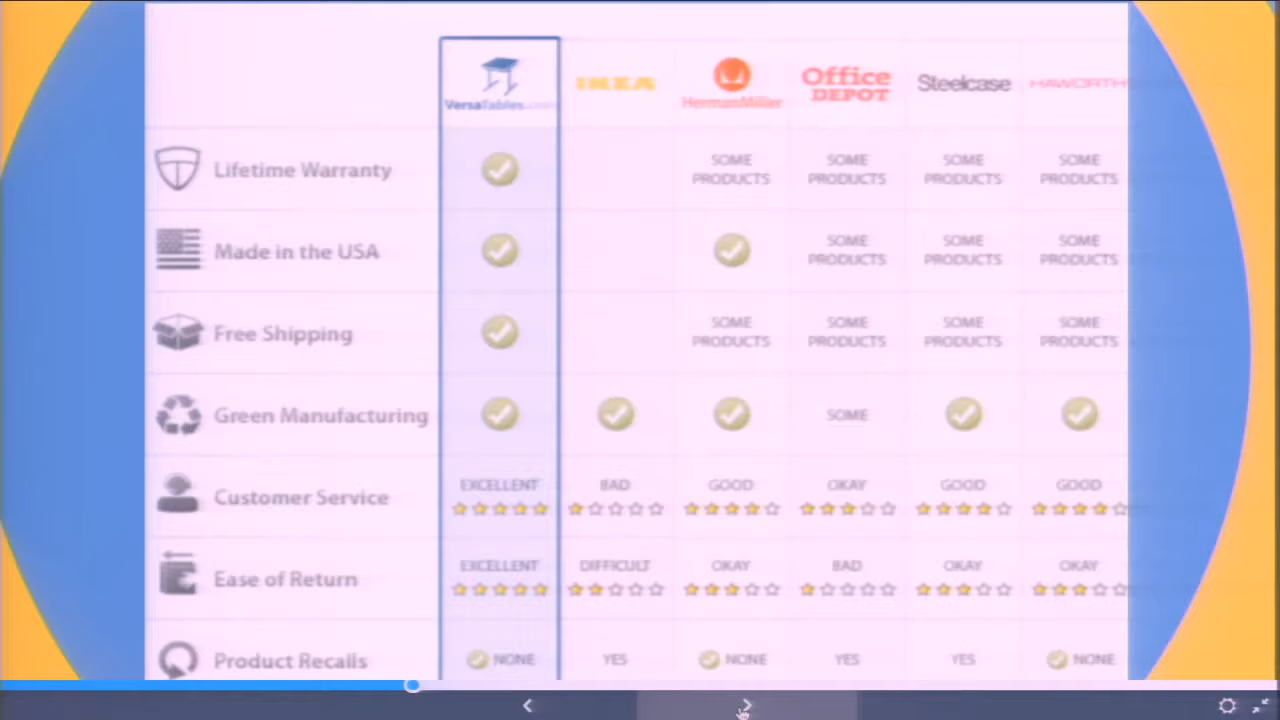 VersaTables.com
IKEA
HermanMiller
Office DEPOT
Steelcase
HAWORTH
Lifetime Warranty
SOME PRODUCTS
SOME PRODUCTS
SOME PRODUCTS
SOME PRODUCTS
Made in the USA
SOME PRODUCTS
SOME PRODUCTS
SOME PRODUCTS
Free Shipping
SOME PRODUCTS
SOME PRODUCTS
SOME PRODUCTS
SOME PRODUCTS
Green Manufacturing
SOME
Customer Service
EXCELLENT
BAD
GOOD
OKAY
GOOD
GOOD
Ease of Return
EXCELLENT
DIFFICULT
OKAY
BAD
OKAY
OKAY
Product Recalls
NONE
YES
NONE
YES
YES
NONE